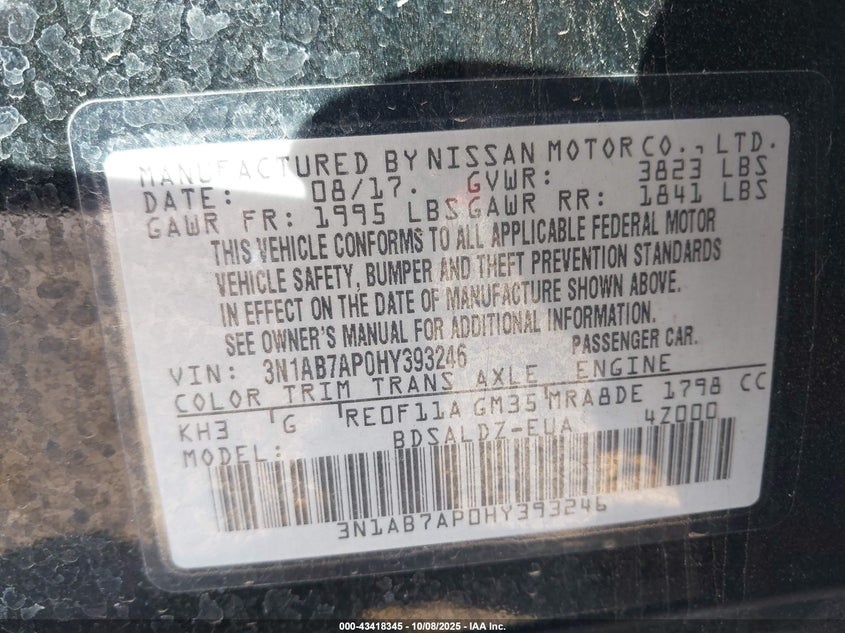 MANUFACTURED BY NISSAN MOTOR CO., LTD.
DATE: 08/17. GVWR: 3823 LBS
GAWR FR: 1995 LBS GAWR RR: 1841 LBS
THIS VEHICLE CONFORMS TO ALL APPLICABLE FEDERAL MOTOR
VEHICLE SAFETY, BUMPER AND THEFT PREVENTION STANDARDS
IN EFFECT ON THE DATE OF MANUFACTURE SHOWN ABOVE.
SEE OWNER'S MANUAL FOR ADDITIONAL INFORMATION.
VIN: 3N1AB7AP0HY393246 PASSENGER CAR.
COLOR TRIM TRANS AXLE ENGINE
KH3 G RE0F11A GM35 MRA8DE 1798 CC
MODEL: BDSALDZ-EUA 4Z000
3N1AB7AP0HY393246
000-43418345 - 10/08/2025 - IAA Inc.